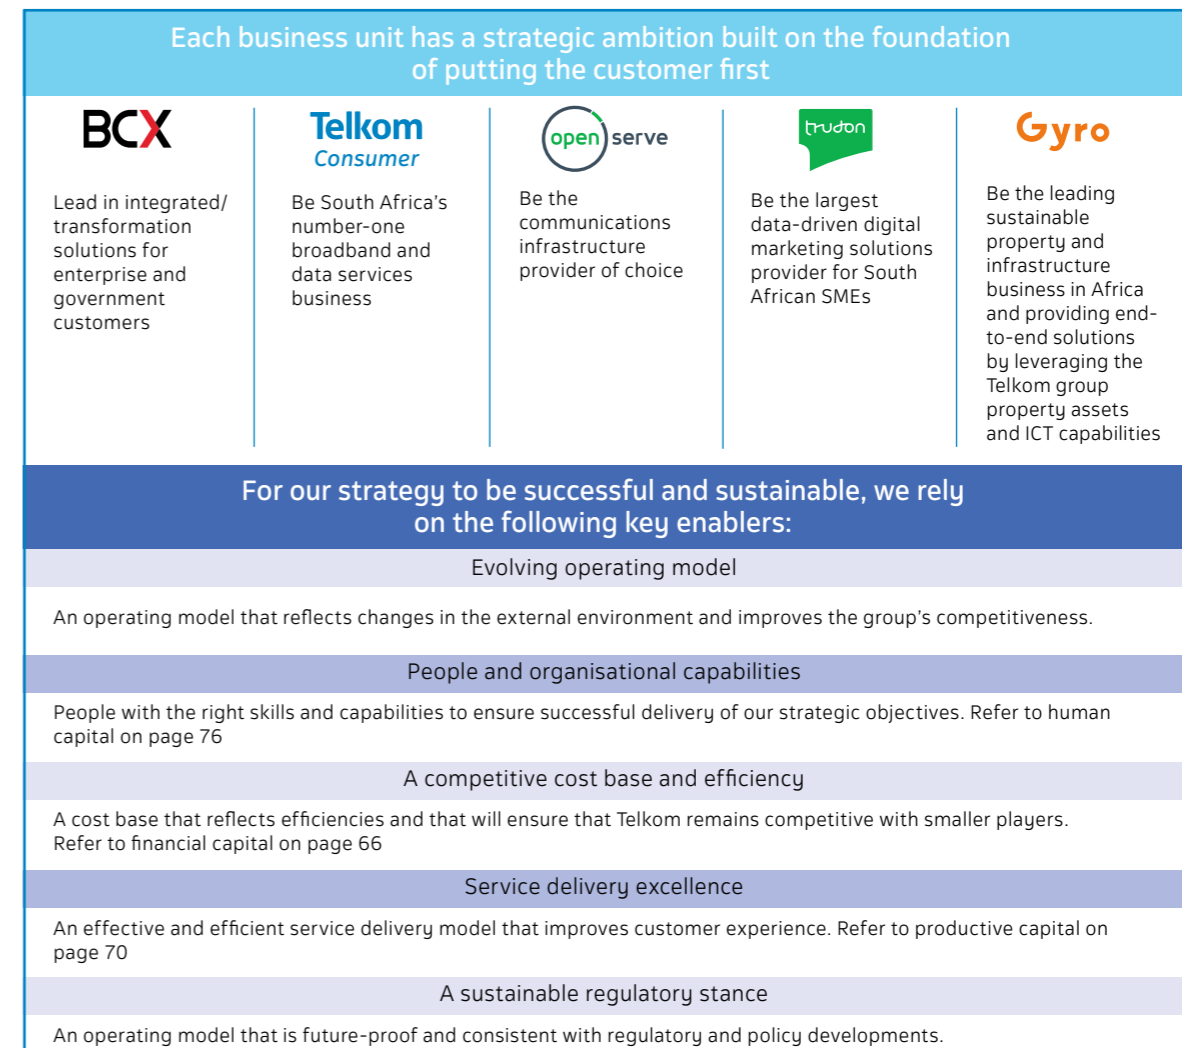 Each business unit has a strategic ambition built on the foundation
of putting the customer first
BCX
Lead in integrated/
transformation
solutions for
enterprise and
government
customers
Telkom
Consumer
Be South Africa's
number-one
broadband and
data services
business
open serve
Be the
communications
infrastructure
provider of choice
trudon
Be the largest
data-driven digital
marketing solutions
provider for South
African SMEs
Gyro
Be the leading
sustainable
property and
infrastructure
business in Africa
and providing end-
to-end solutions
by leveraging the
Telkom group
property assets
and ICT capabilities
For our strategy to be successful and sustainable, we rely
on the following key enablers:
Evolving operating model
An operating model that reflects changes in the external environment and improves the group's competitiveness.
People and organisational capabilities
People with the right skills and capabilities to ensure successful delivery of our strategic objectives. Refer to human
capital on page 76
A competitive cost base and efficiency
A cost base that reflects efficiencies and that will ensure that Telkom remains competitive with smaller players.
Refer to financial capital on page 66
Service delivery excellence
An effective and efficient service delivery model that improves customer experience. Refer to productive capital on
page 70
A sustainable regulatory stance
An operating model that is future-proof and consistent with regulatory and policy developments.